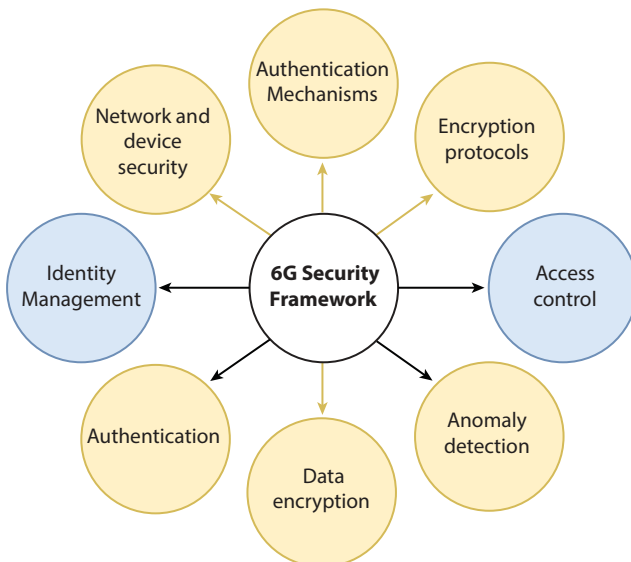 Authentication
Mechanisms
Network and
device
security
Encryption
protocols
Identity
Management
6G Security
Framework
Access
control
Authentication
Anomaly
detection
Data
encryption